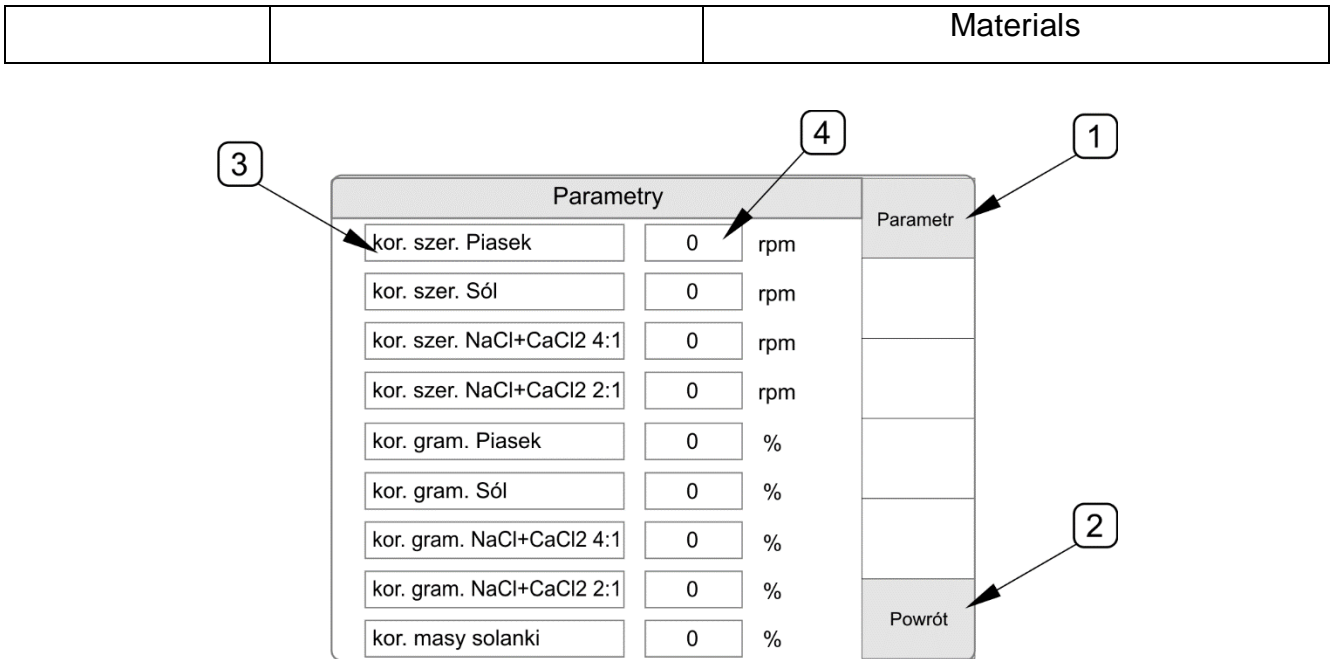 Materials
4
1
3
Parametry
Parametr
kor. szer. Piasek 0 rpm
kor. szer. Sól 0 rpm
kor. szer. NaCl+CaCl2 4:1 0 rpm
kor. szer. NaCl+CaCl2 2:1 0 rpm
kor. gram. Piasek 0 %
kor. gram. Sól 0 %
2
kor. gram. NaCl+CaCl2 4:1 0 %
kor. gram. NaCl+CaCl2 2:1 0 %
Powrót
kor. masy solanki 0 %